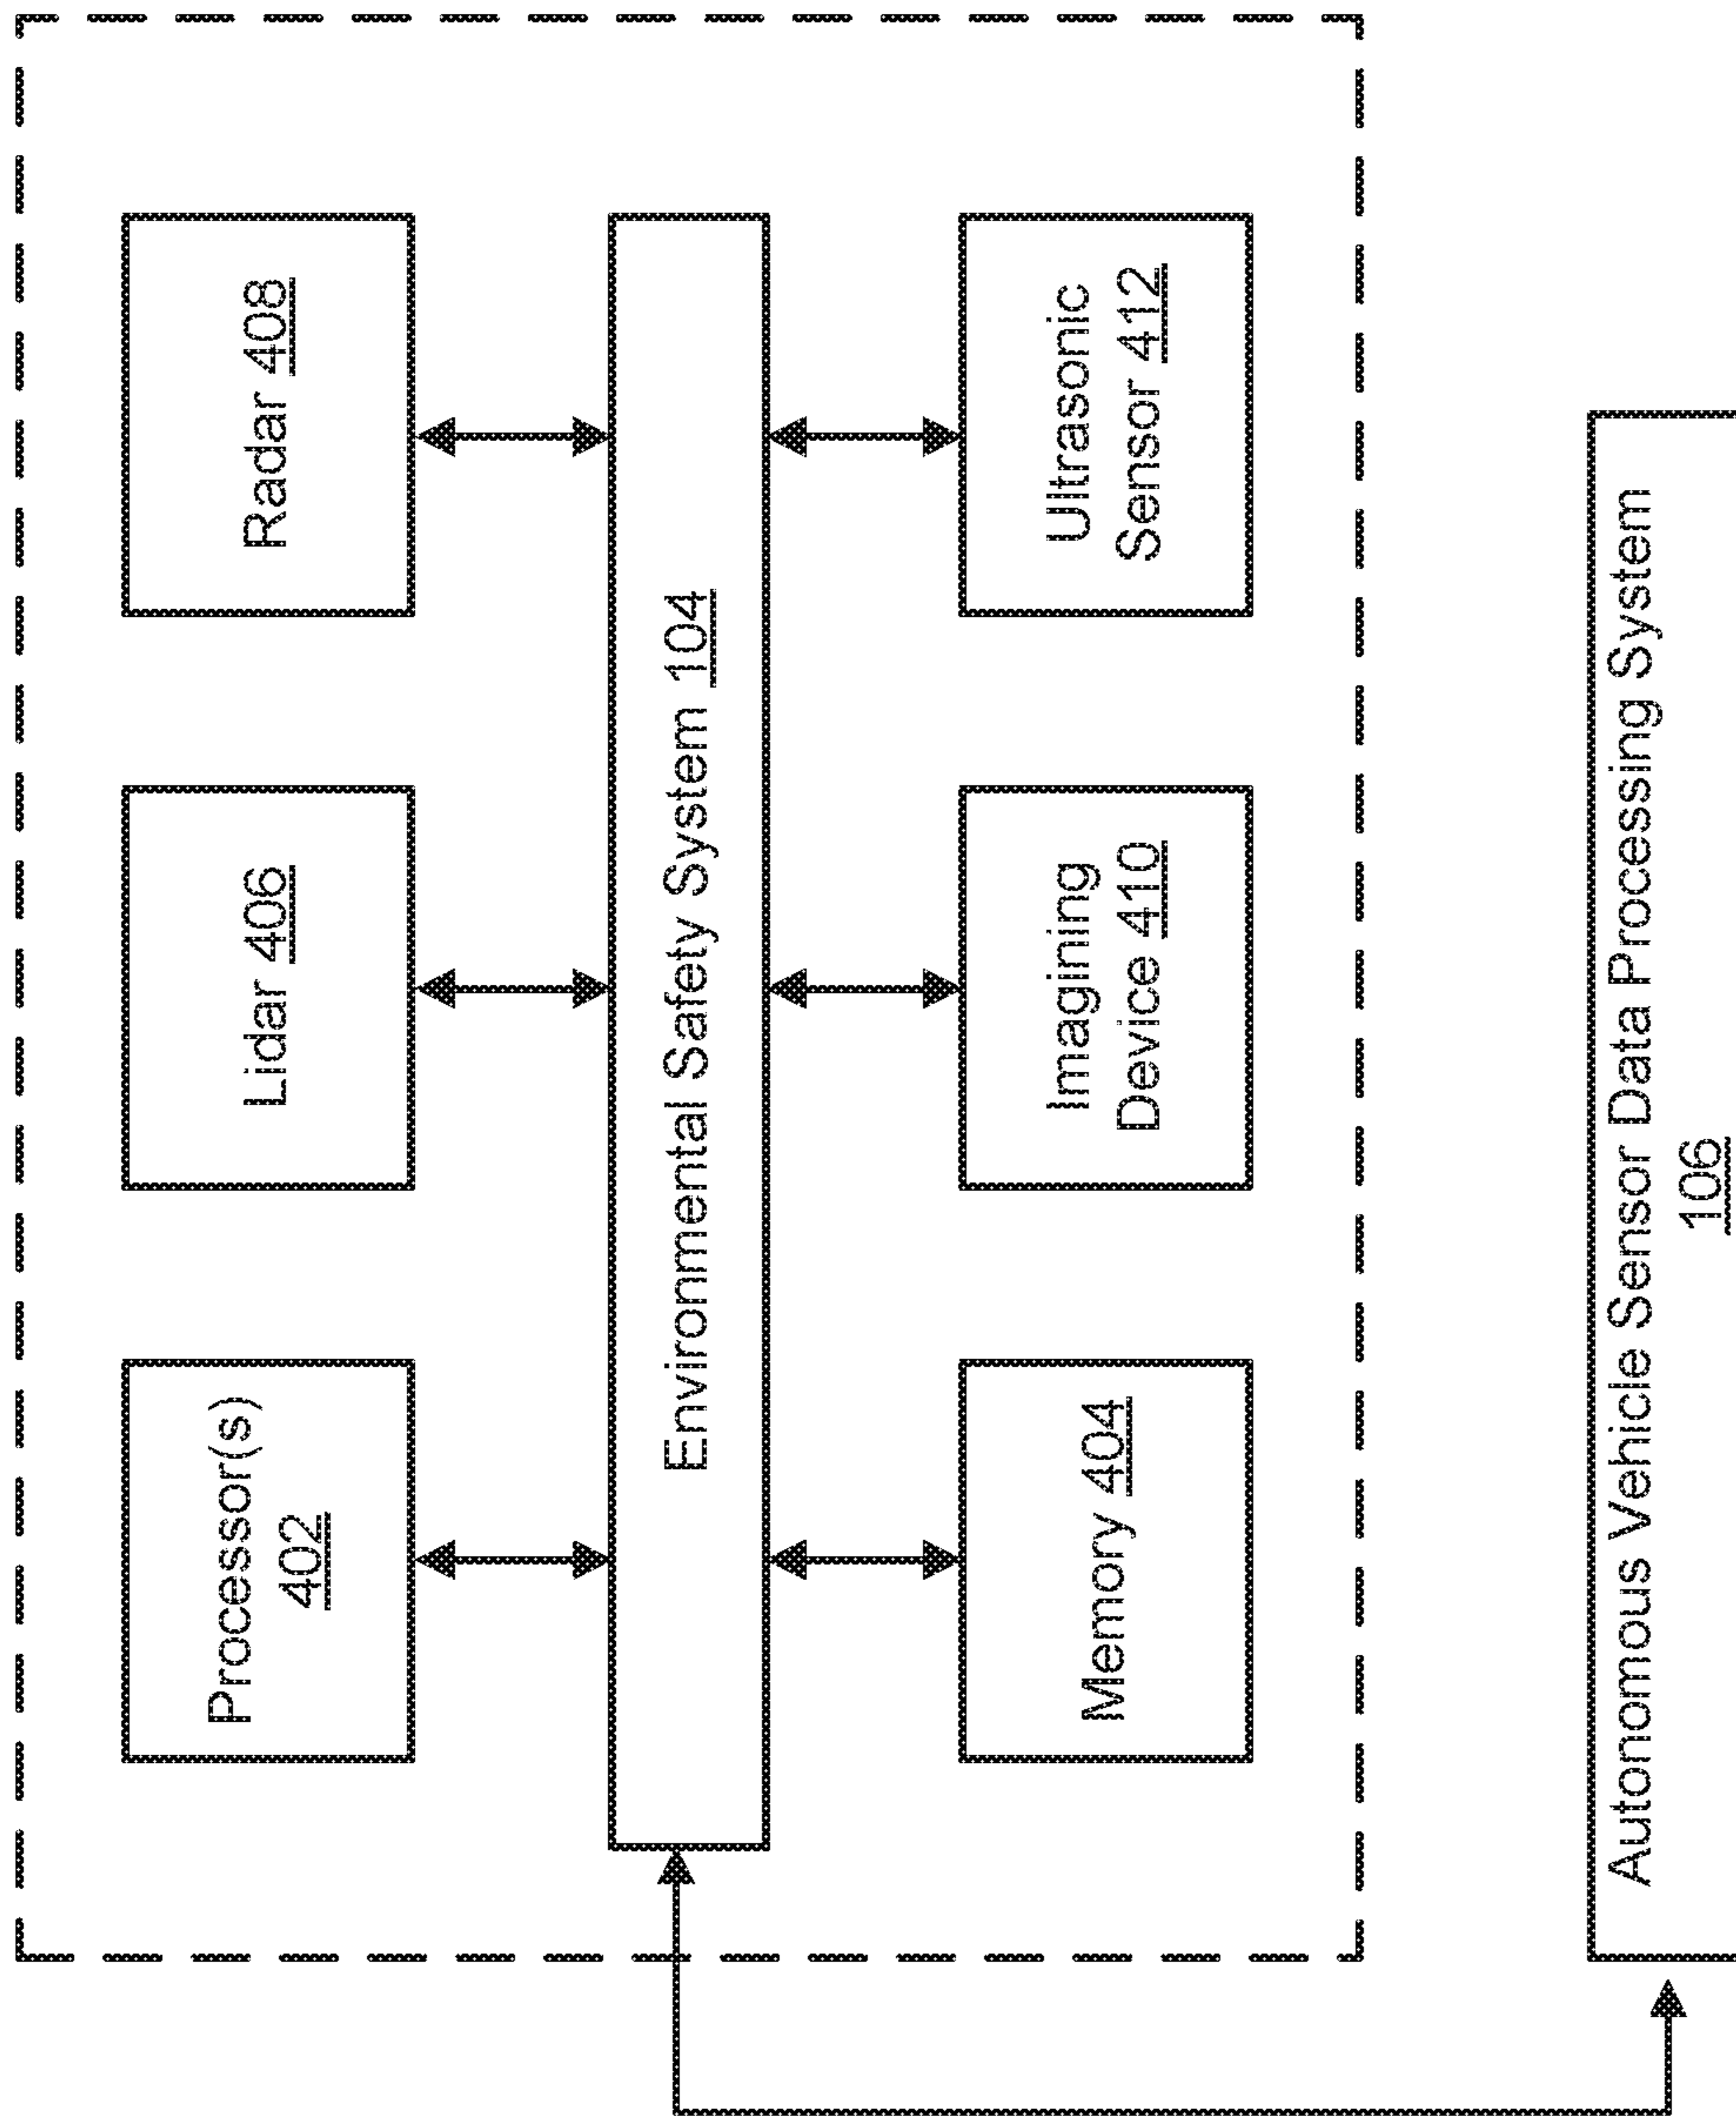 Processor(s)
402
Lidar 406
Radar 408
Environmental Safety System 104
Memory 404
Imagining
Device 410
Ultrasonic
Sensor 412
Autonomous Vehicle Sensor Data Processing System
106